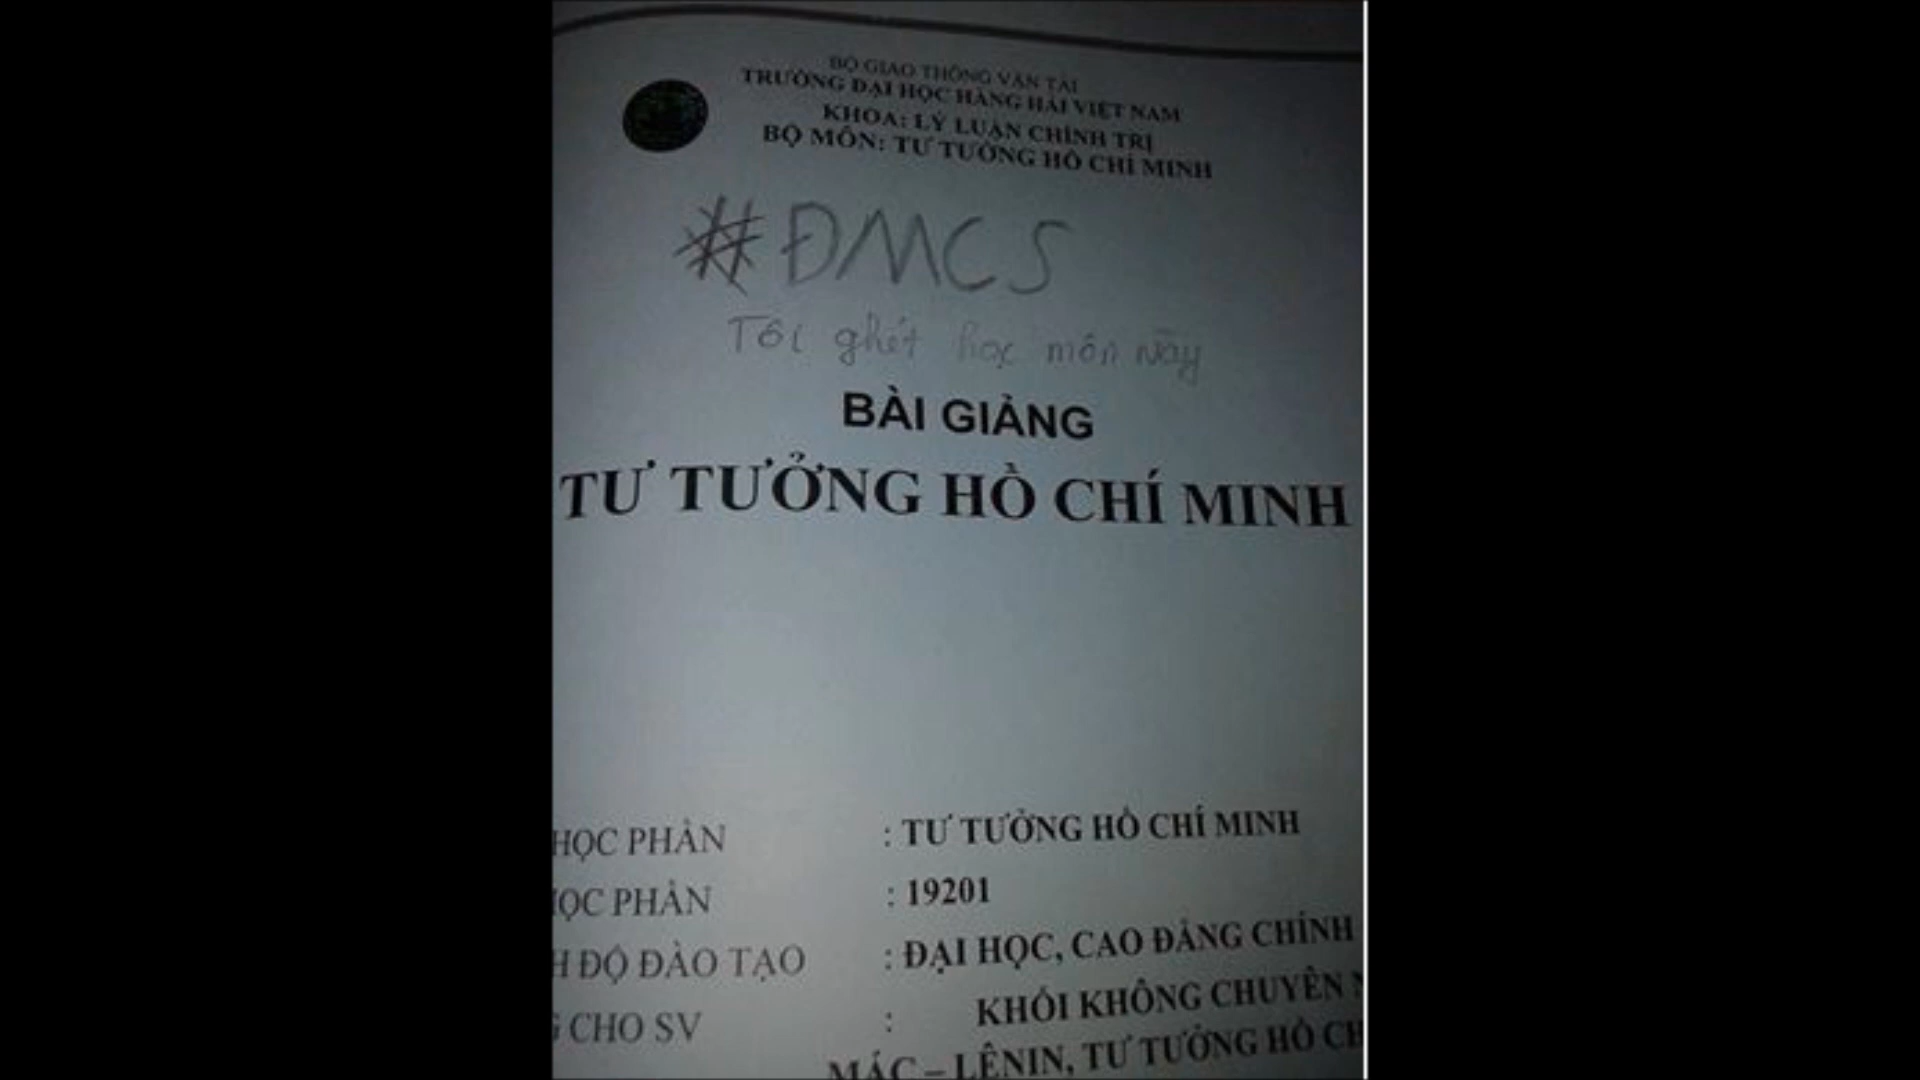 BỘ GIAO THÔNG VẬN TẢI
TRƯỜNG ĐẠI HỌC HÀNG HẢI VIỆT NAM
KHOA: LÝ LUẬN CHÍNH TRỊ
BỘ MÔN: TƯ TƯỞNG HỒ CHÍ MINH
#ĐMCS
Tôi ghét học môn này
BÀI GIẢNG
TƯ TƯỞNG HỒ CHÍ MINH
HỌC PHẦN : TƯ TƯỞNG HỒ CHÍ MINH
ỌC PHẦN : 19201
H ĐỘ ĐÀO TẠO : ĐẠI HỌC, CAO ĐẲNG CHÍNH
G CHO SV : KHỐI KHÔNG CHUYÊN
MÁC – LÊNIN, TƯ TƯỞNG HỒ CH